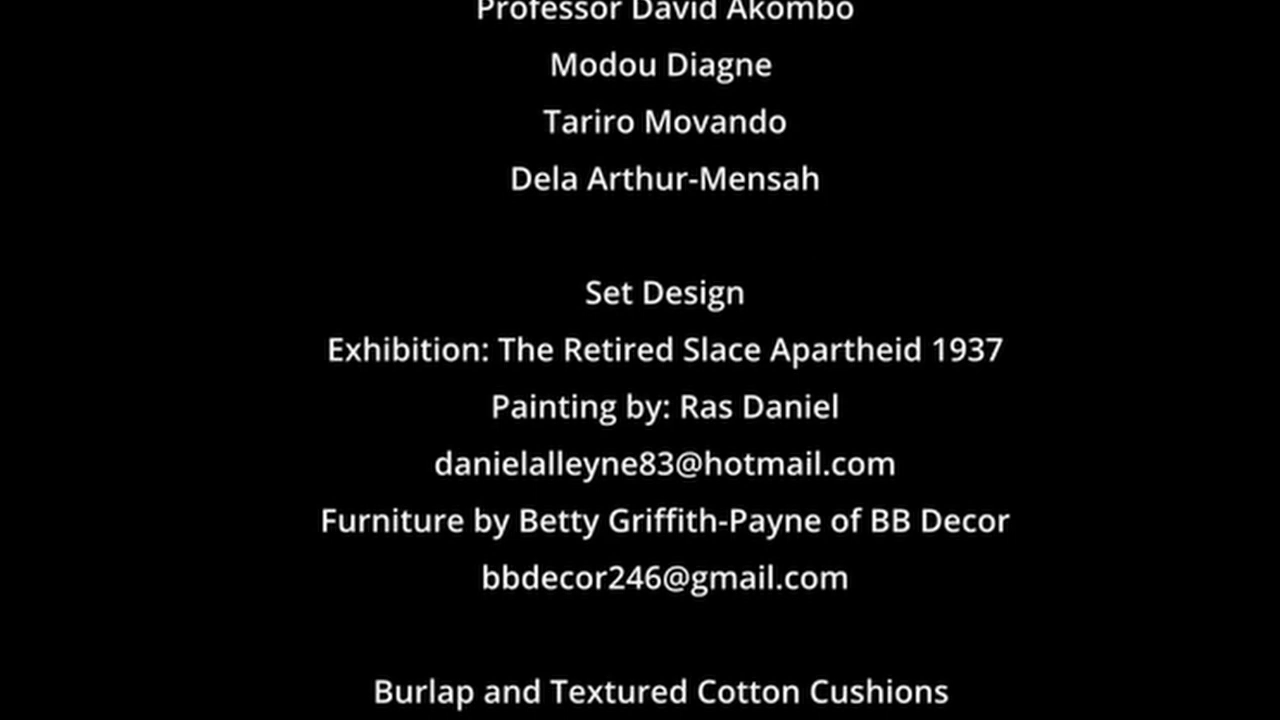 Professor David Akombo
Modou Diagne
Tariro Movando
Dela Arthur-Mensah
Set Design
Exhibition: The Retired Slace Apartheid 1937
Painting by: Ras Daniel
danielalleyne83@hotmail.com
Furniture by Betty Griffith-Payne of BB Decor
bbdecor246@gmail.com
Burlap and Textured Cotton Cushions